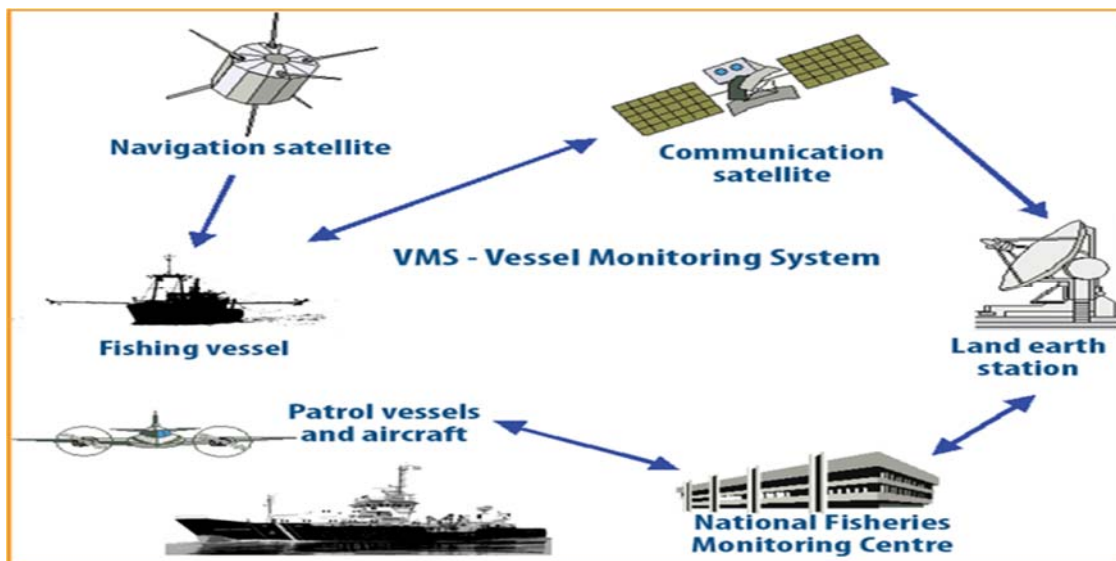 Navigation satellite
Communication
satellite
VMS - Vessel Monitoring System
Fishing vessel
Land earth
station
Patrol vessels
and aircraft
National Fisheries
Monitoring Centre